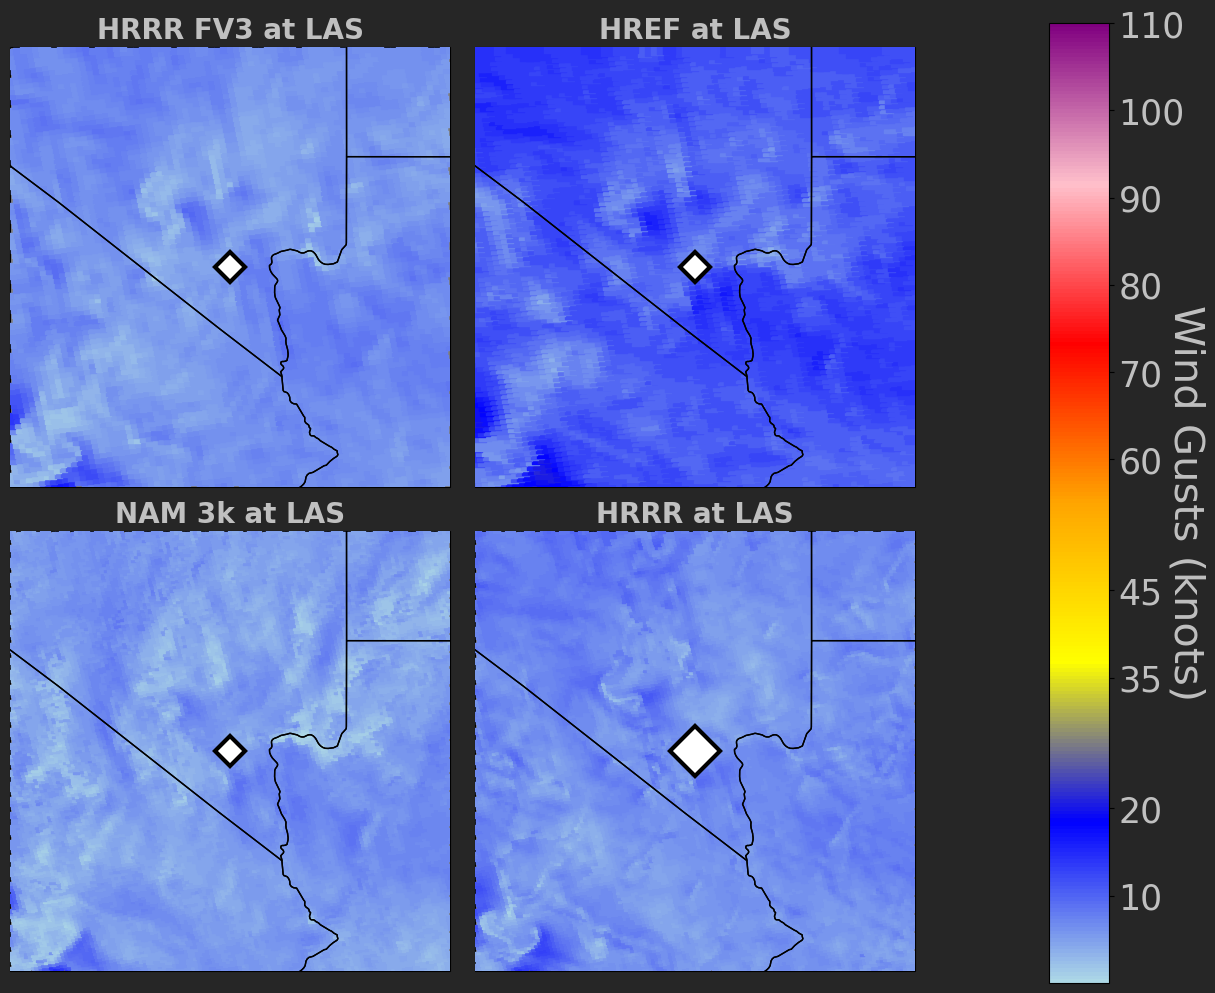 HRRR FV3 at LAS
HREF at LAS
NAM 3k at LAS
HRRR at LAS
110
100
90
80
70
60
45
35
20
10
Wind Gusts (knots)